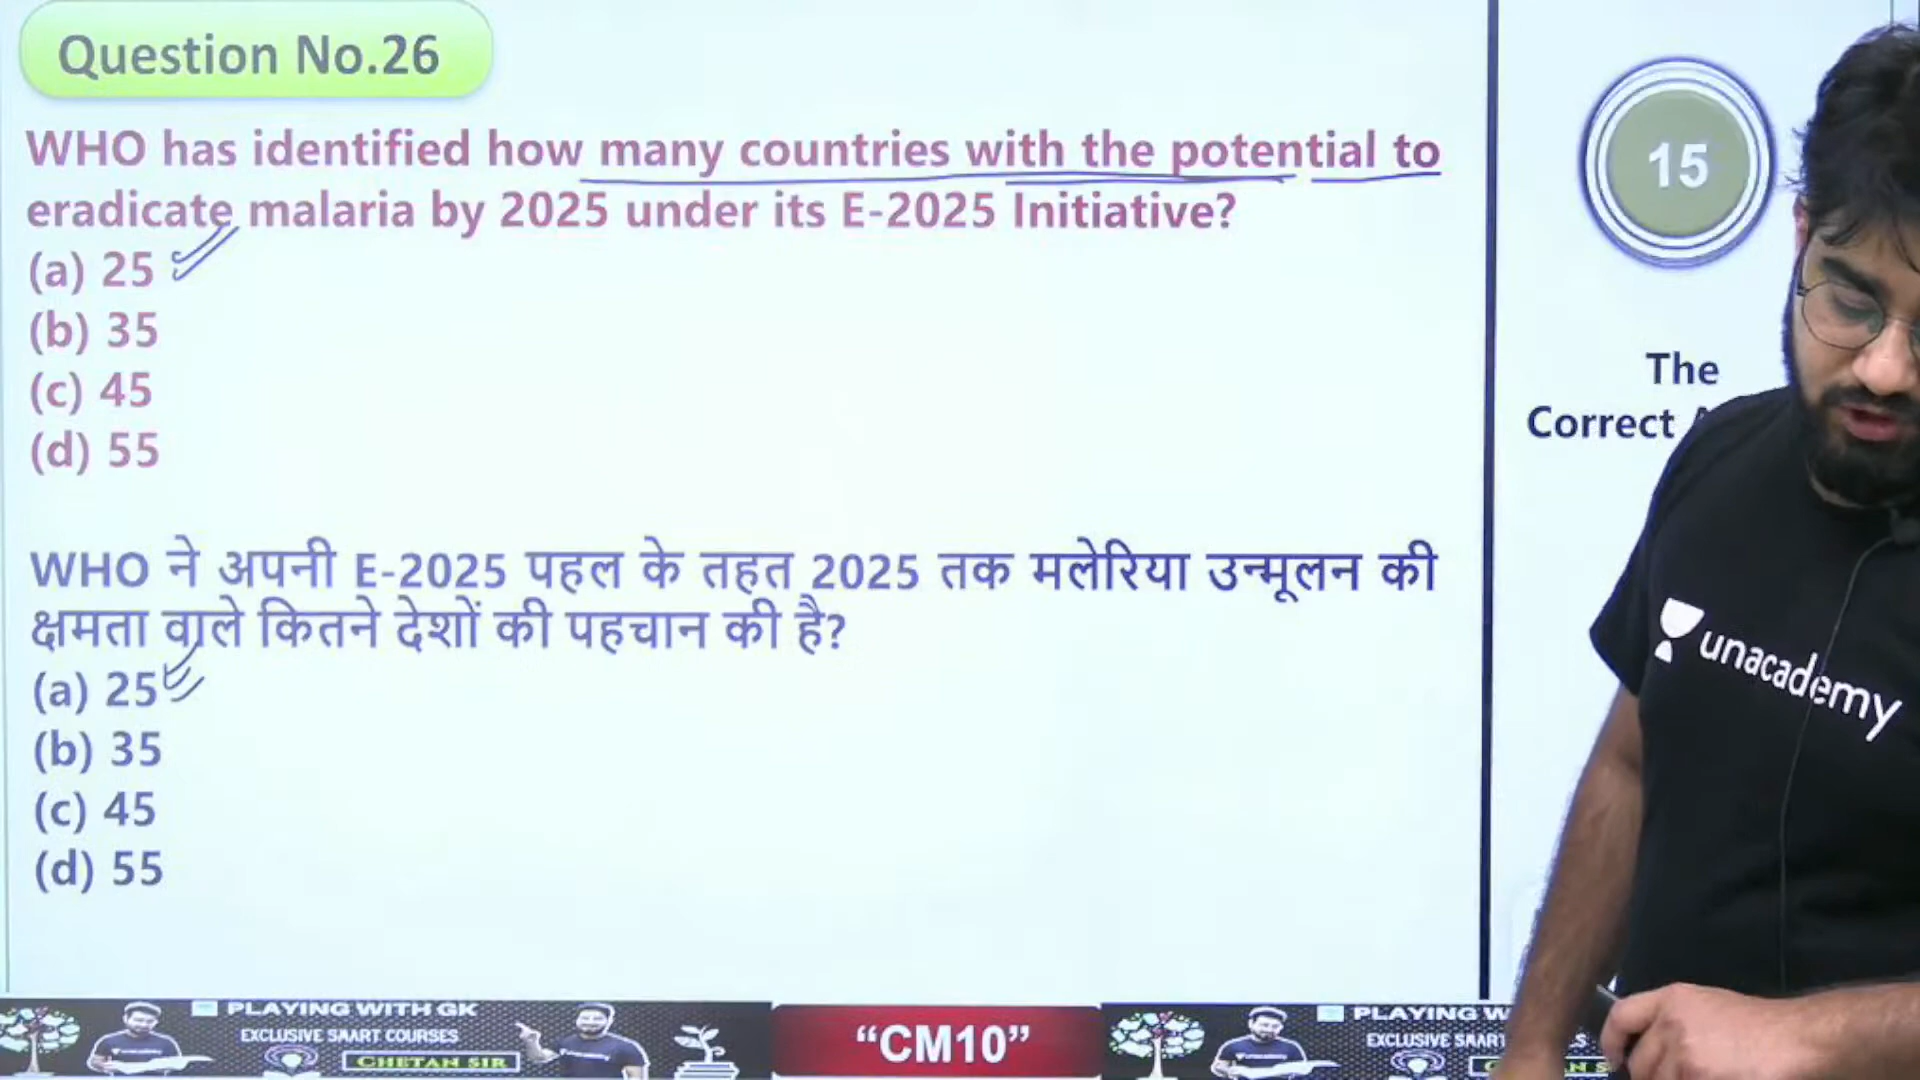 Question No.26
WHO has identified how many countries with the potential to
eradicate malaria by 2025 under its E-2025 Initiative?
(a) 25
(b) 35
(c) 45
(d) 55
WHO ने अपनी E-2025 पहल के तहत 2025 तक मलेरिया उन्मूलन की
क्षमता वाले कितने देशों की पहचान की है?
(a) 25
(b) 35
(c) 45
(d) 55
15
The
Correct
unacademy
PLAYING WITH GK
EXCLUSIVE SMART COURSES
CHETAN SIR
“CM10”
PLAYING W
EXCLUSIVE SMART